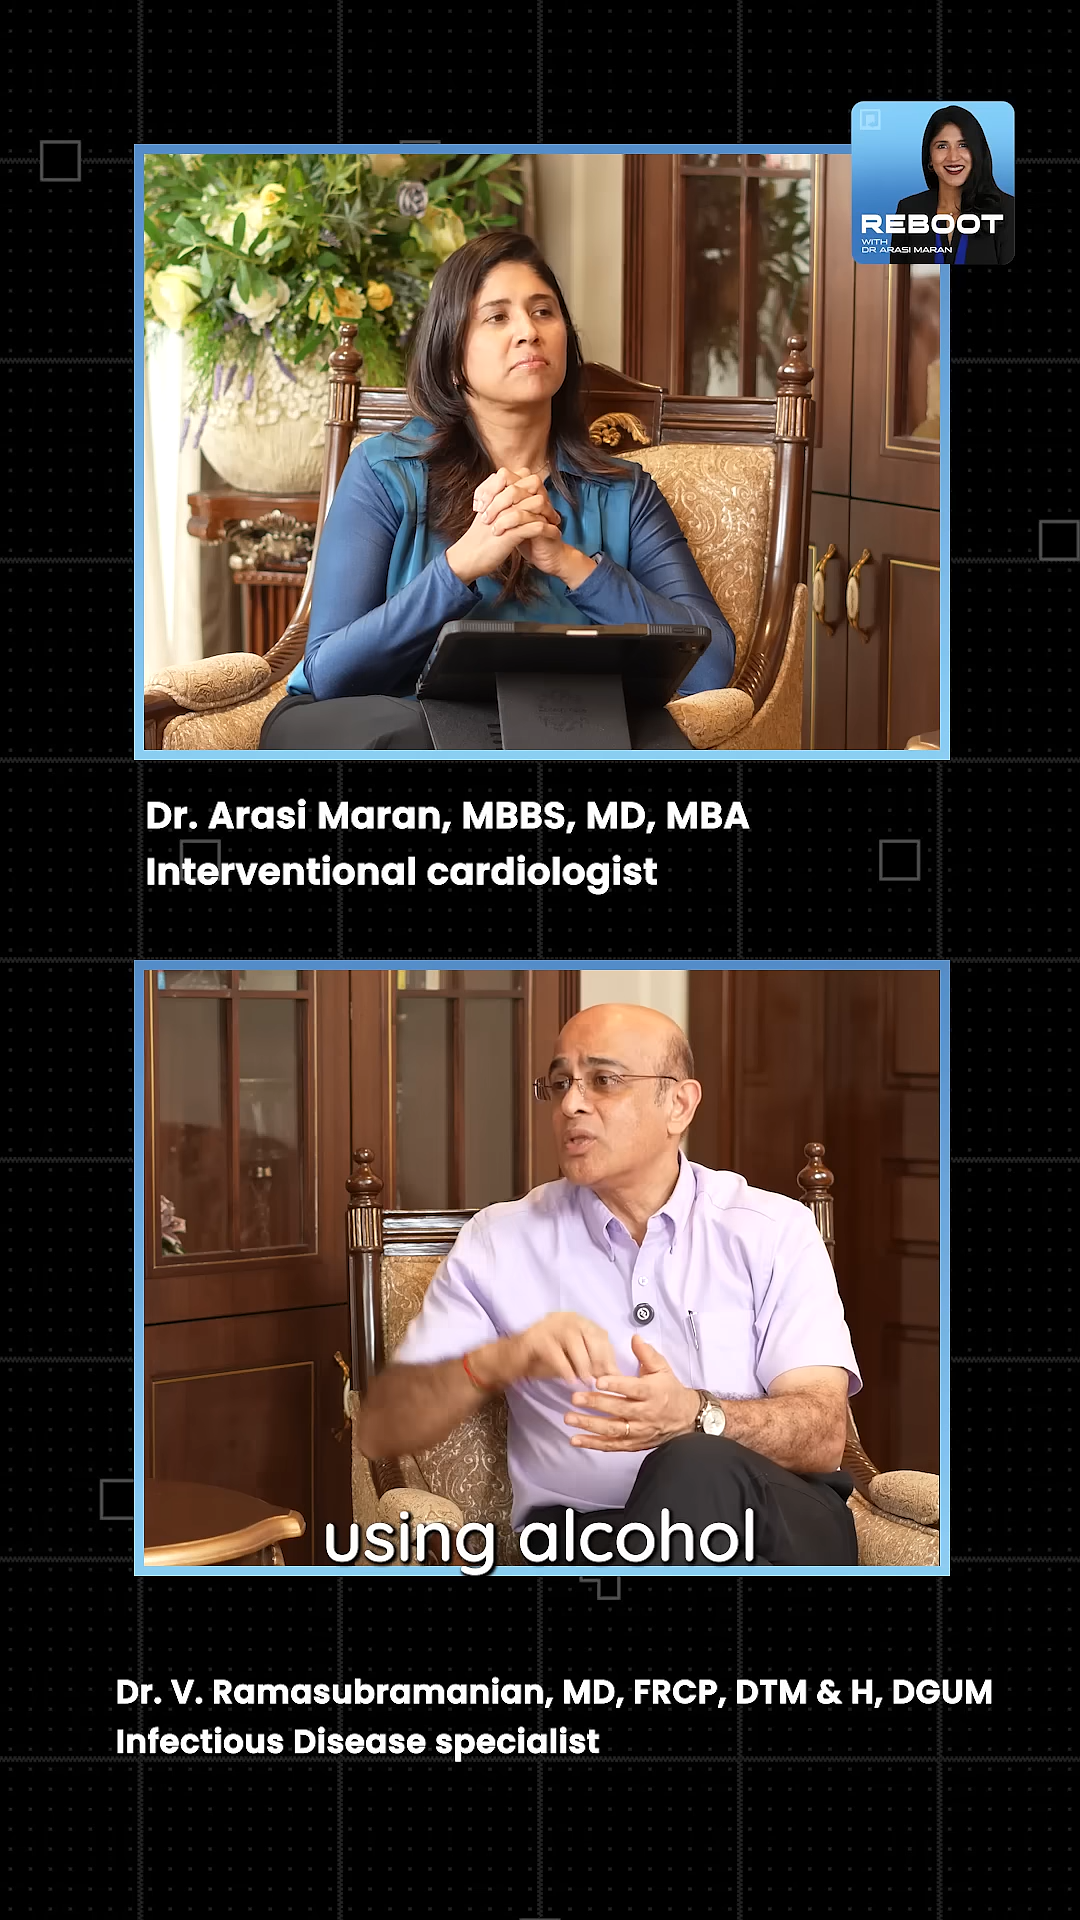 REBOOT
WITH
DR ARASI MARAN
Dr. Arasi Maran, MBBS, MD, MBA
Interventional cardiologist
using alcohol
Dr. V. Ramasubramanian, MD, FRCP, DTM & H, DGUM
Infectious Disease specialist